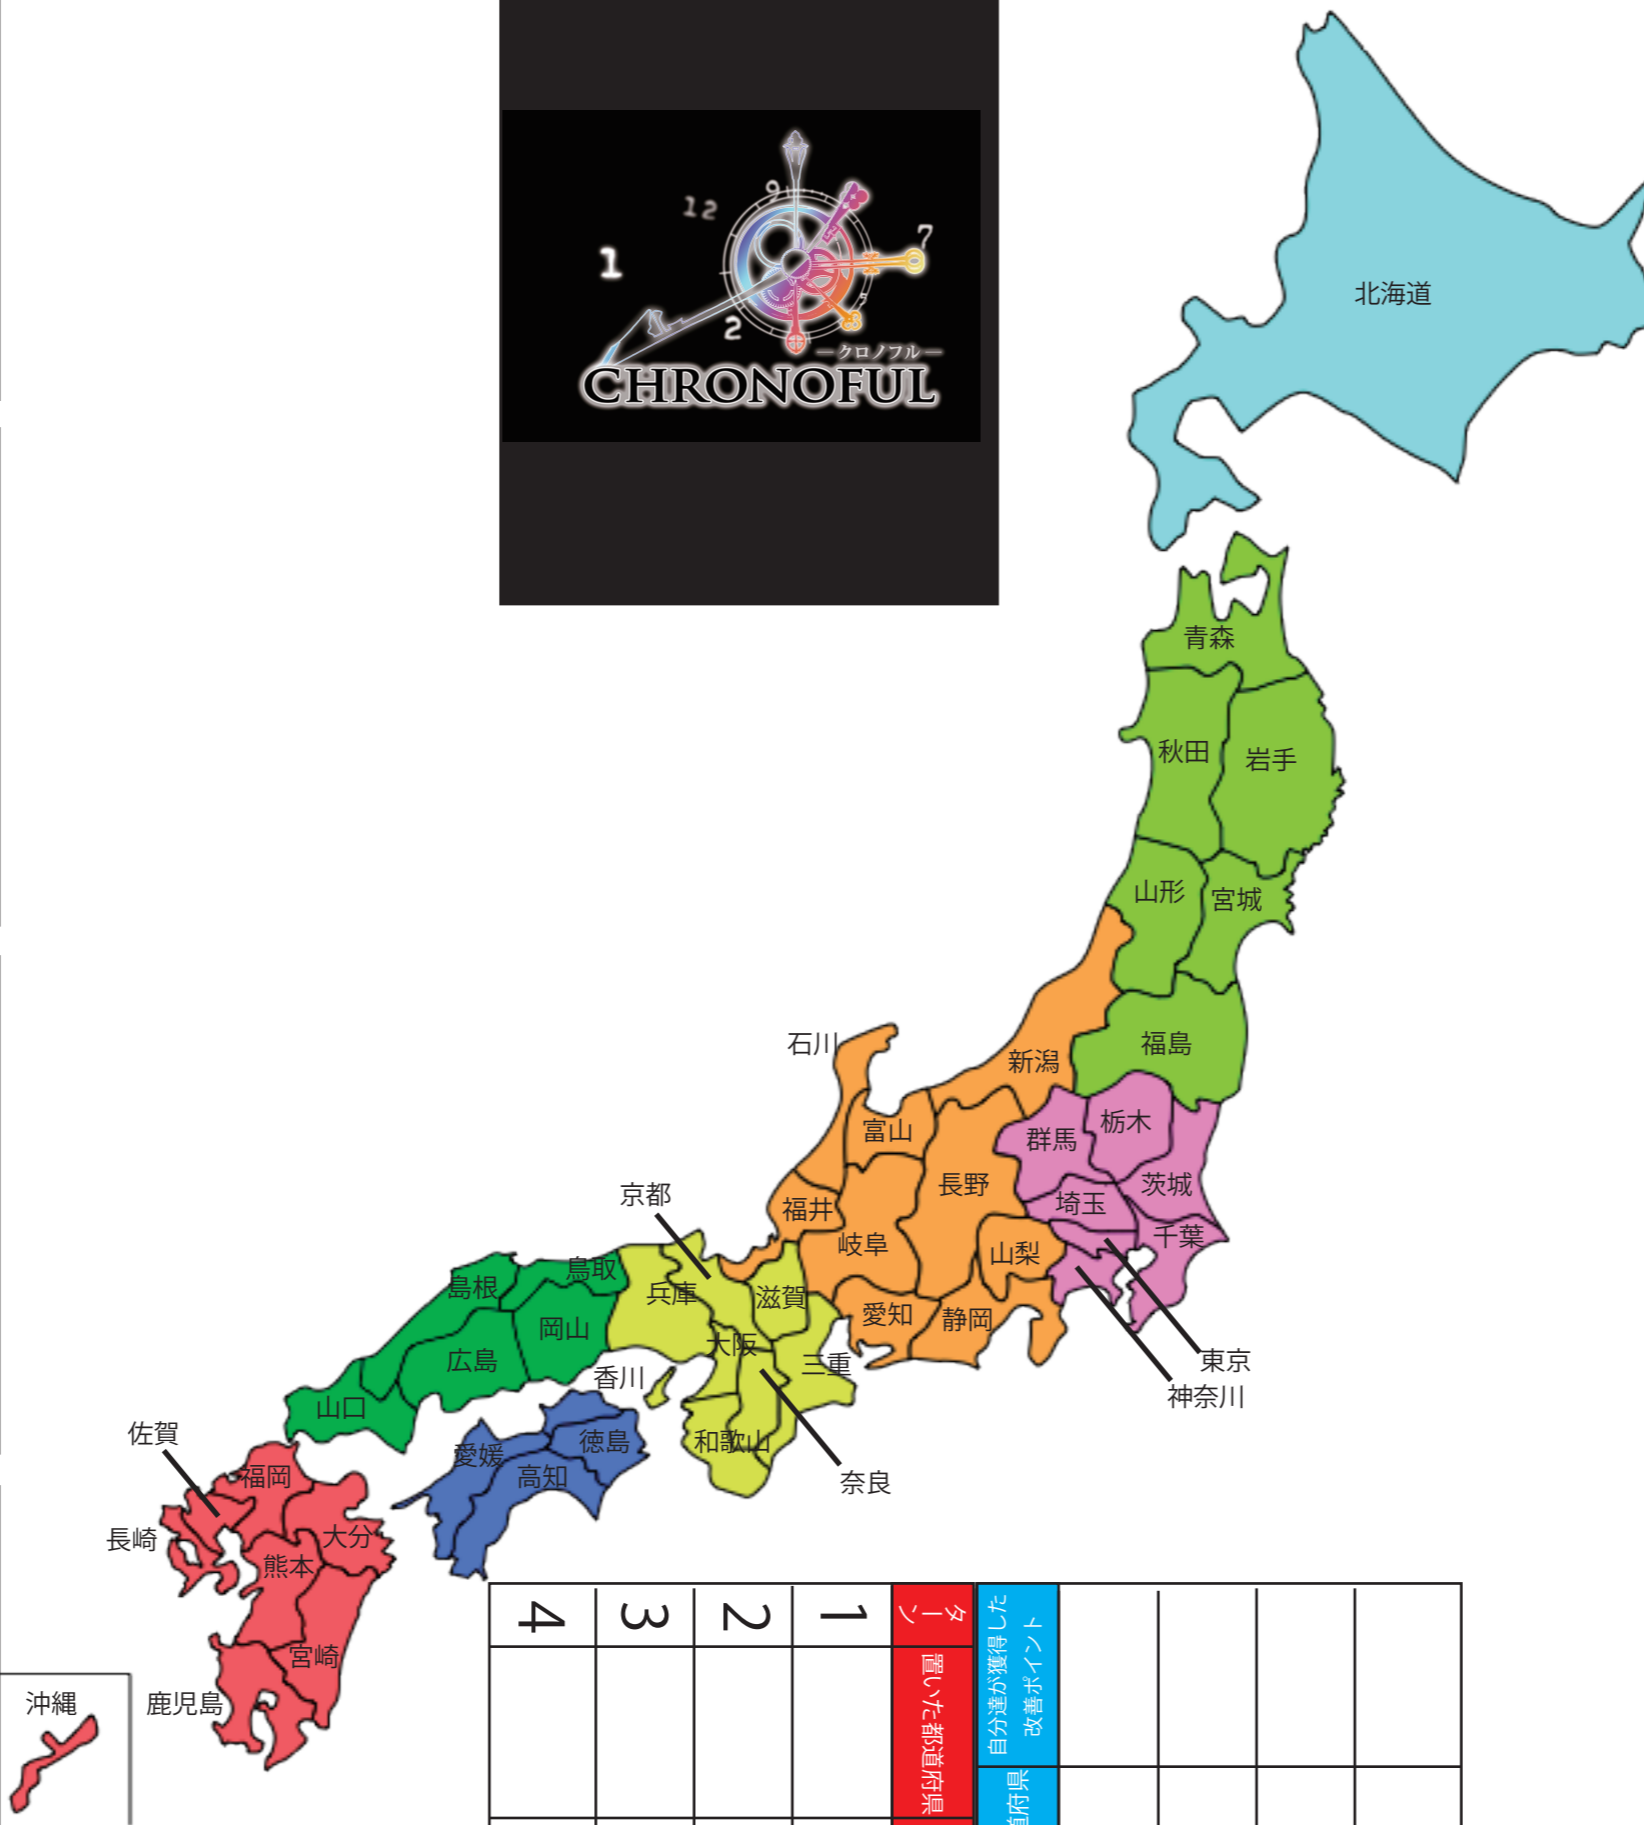 12
9
7
1
2
5
―クロノフル―
CHRONOFUL
北海道
青森
秋田
岩手
山形
宮城
福島
石川
新潟
富山
群馬
栃木
長野
茨城
京都
福井
埼玉
千葉
岐阜
山梨
島根
鳥取
兵庫
滋賀
愛知
静岡
岡山
大阪
広島
三重
東京
香川
神奈川
山口
佐賀
和歌山
徳島
愛媛
高知
奈良
福岡
長崎
大分
熊本
宮崎
沖縄
鹿児島
4
3
2
1
ターン
置いた都道府県
自分達が獲得した
改善ポイント
道府県